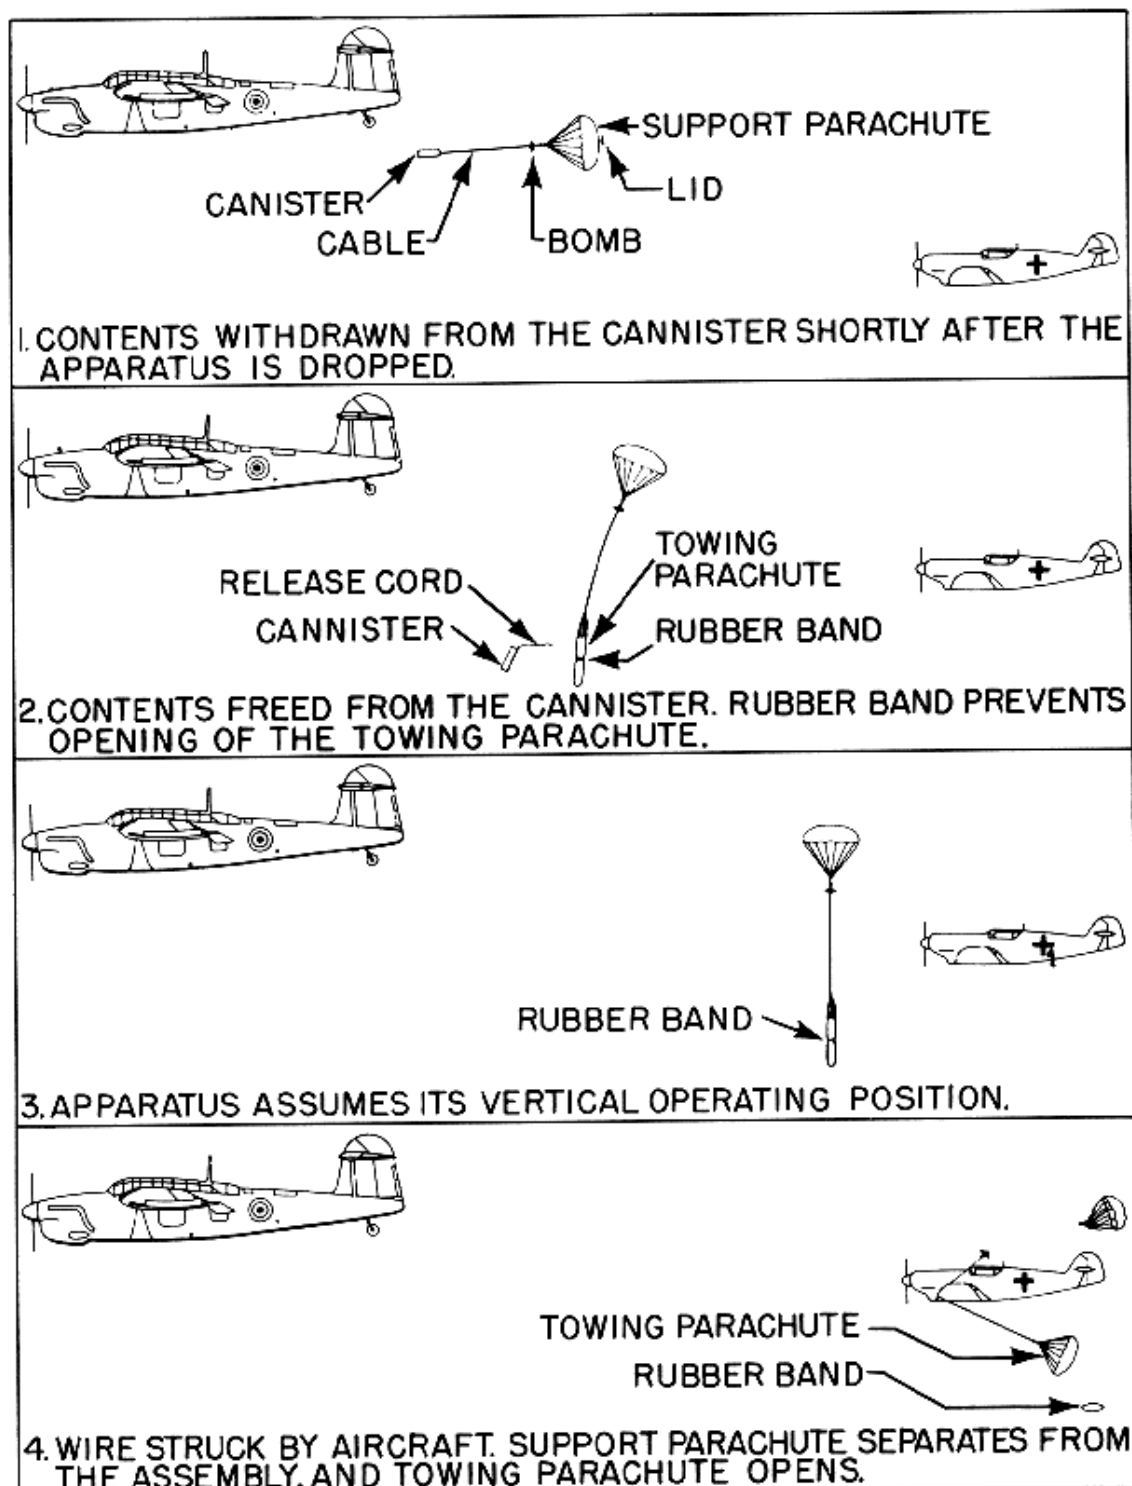 SUPPORT PARACHUTE
LID
CANISTER
CABLE
BOMB
1. CONTENTS WITHDRAWN FROM THE CANNISTER SHORTLY AFTER THE
APPARATUS IS DROPPED.
TOWING
PARACHUTE
RELEASE CORD
CANNISTER
RUBBER BAND
2. CONTENTS FREED FROM THE CANNISTER. RUBBER BAND PREVENTS
OPENING OF THE TOWING PARACHUTE.
RUBBER BAND
3. APPARATUS ASSUMES ITS VERTICAL OPERATING POSITION.
TOWING PARACHUTE
RUBBER BAND
4. WIRE STRUCK BY AIRCRAFT. SUPPORT PARACHUTE SEPARATES FROM
THE ASSEMBLY, AND TOWING PARACHUTE OPENS.